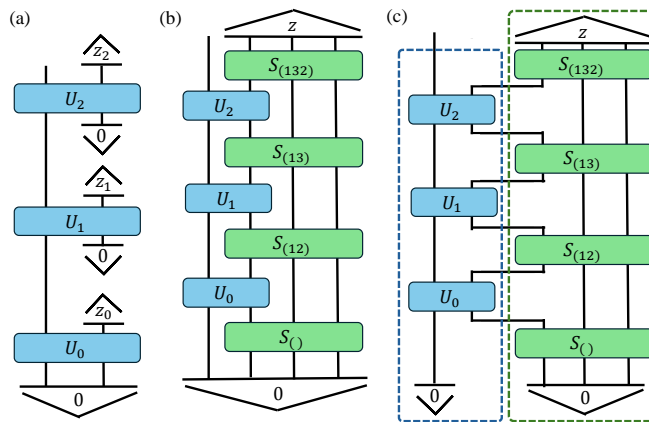 (a)
z₂
U₂
0
z₁
U₁
0
z₀
U₀
0
(b)
z
S₍₁₃₂₎
U₂
S₍₁₃₎
U₁
S₍₁₂₎
U₀
S₍₎
0
(c)
z
S₍₁₃₂₎
U₂
S₍₁₃₎
U₁
S₍₁₂₎
U₀
S₍₎
0
0